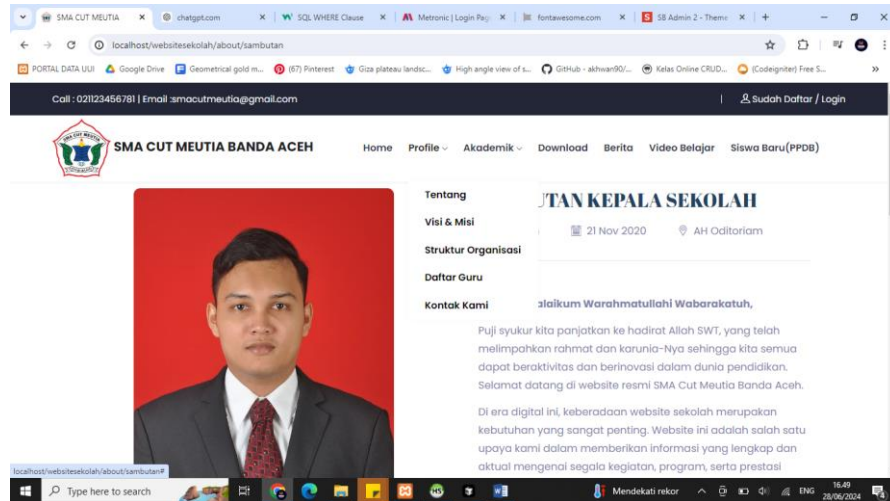 SMA CUT MEUTIA
chatgpt.com
SQL WHERE Clause
Metronic | Login Pag
fontawesome.com
SB Admin 2 - Theme
localhost/websitesekolah/about/sambutan
PORTAL DATA UUI
Google Drive
Geometrical gold m...
(67) Pinterest
Giza plateau landsc...
High angle view of s...
GitHub - akhwan90/...
Kelas Online CRUD...
(Codeigniter) Free S...
Call : 021123456781 | Email :smacutmeutia@gmail.com
| Sudah Daftar / Login
SMA CUT MEUTIA BANDA ACEH
Home Profile Akademik Download Berita Video Belajar Siswa Baru(PPDB)
Tentang
Visi & Misi
Struktur Organisasi
Daftar Guru
Kontak Kami
UTAN KEPALA SEKOLAH
21 Nov 2020 AH Oditoriam
alaikum Warahmatullahi Wabarakatuh,
Puji syukur kita panjatkan ke hadirat Allah SWT, yang telah
melimpahkan rahmat dan karunia-Nya sehingga kita semua
dapat beraktivitas dan berinovasi dalam dunia pendidikan.
Selamat datang di website resmi SMA Cut Meutia Banda Aceh.
Di era digital ini, keberadaan website sekolah merupakan
kebutuhan yang sangat penting. Website ini adalah salah satu
upaya kami dalam memberikan informasi yang lengkap dan
aktual mengenai segala kegiatan, program, serta prestasi
localhost/websitesekolah/about/sambutan#
Type here to search
Mendekati rekor
ENG
16.49
28/06/2024